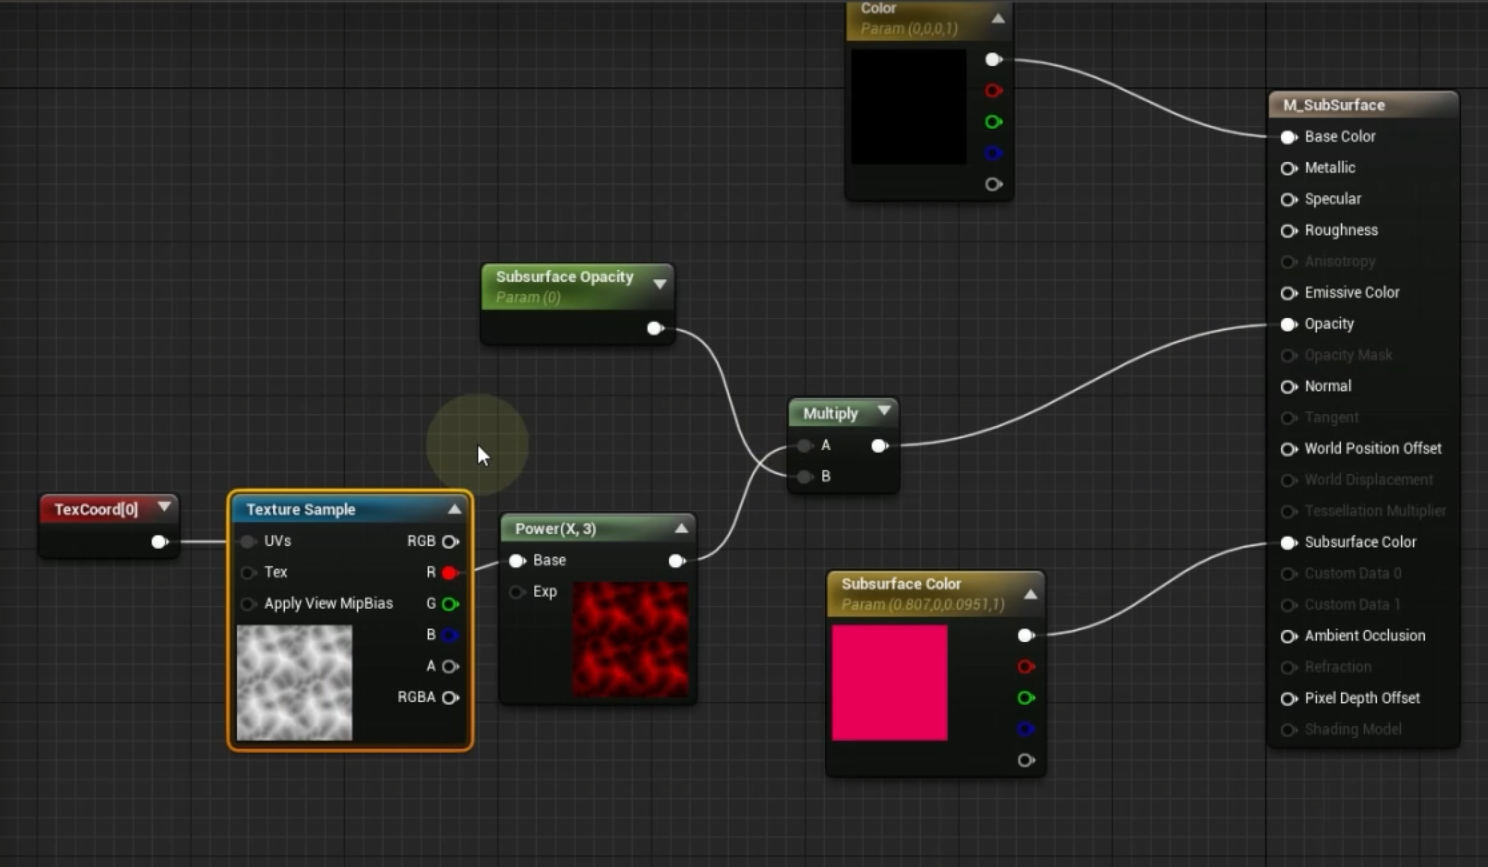 Color
Param (0,0,0,1)
M_SubSurface
Base Color
Metallic
Specular
Roughness
Anisotropy
Emissive Color
Opacity
Opacity Mask
Normal
Tangent
World Position Offset
World Displacement
Tessellation Multiplier
Subsurface Color
Custom Data 0
Custom Data 1
Ambient Occlusion
Refraction
Pixel Depth Offset
Shading Model
Subsurface Opacity
Param (0)
Multiply
A
B
TexCoord[0]
Texture Sample
UVs RGB
Tex R
Apply View MipBias G
B
A
RGBA
Power(X, 3)
Base
Exp
Subsurface Color
Param (0.807,0,0.0951,1)